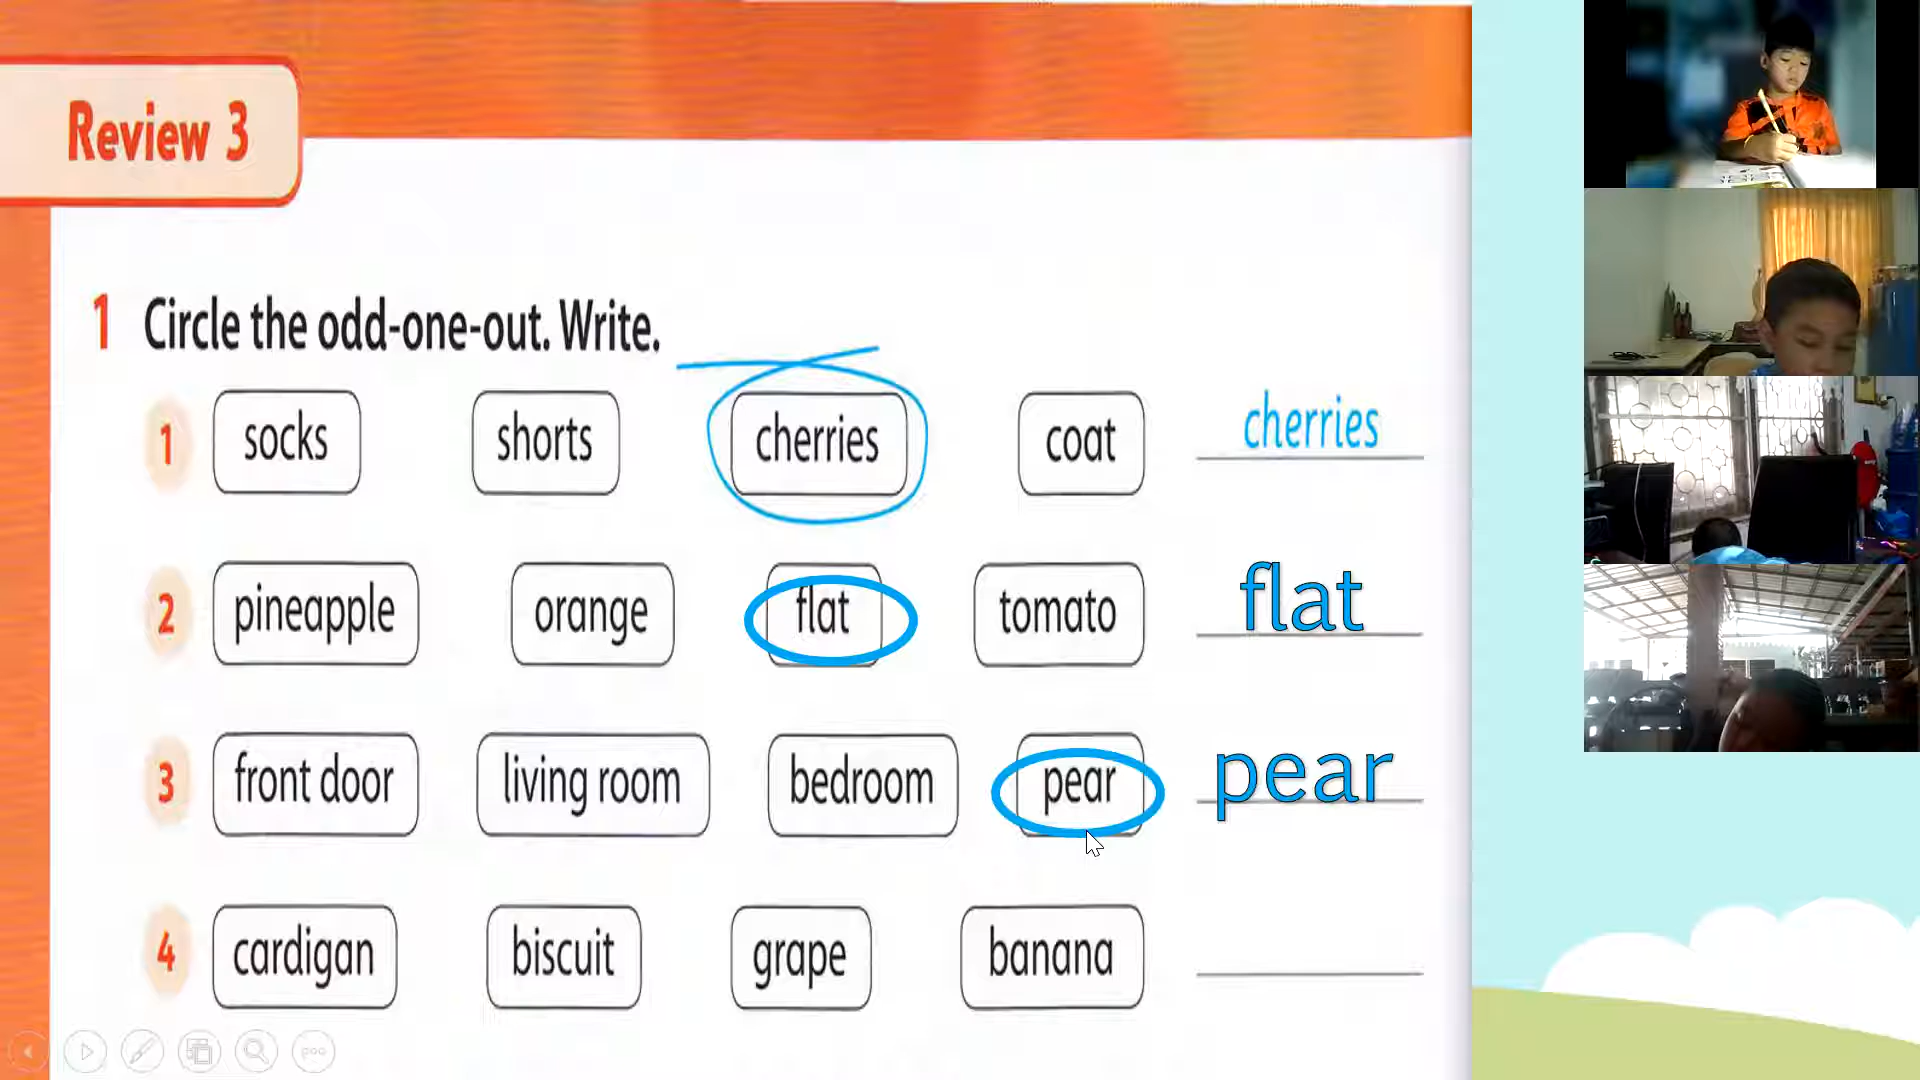 Review 3
1 Circle the odd-one-out. Write.
1 socks shorts cherries coat cherries
2 pineapple orange flat tomato flat
3 front door living room bedroom pear pear
4 cardigan biscuit grape banana